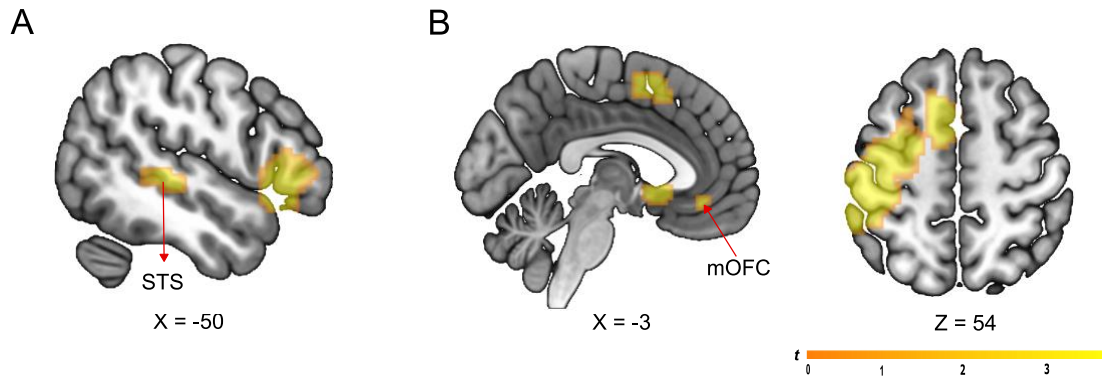 A
B
STS
mOFC
X = -50
X = -3
Z = 54
t
0 1 2 3